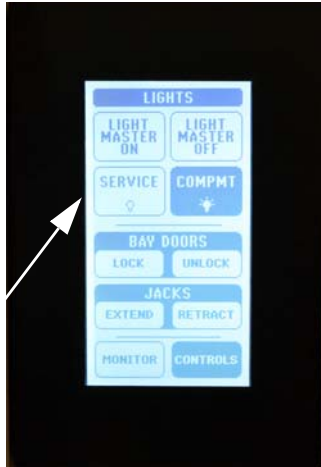 LIGHTS
LIGHT LIGHT
MASTER MASTER
ON OFF
SERVICE COMPMT
BAY DOORS
LOCK UNLOCK
JACKS
EXTEND RETRACT
MONITOR CONTROLS